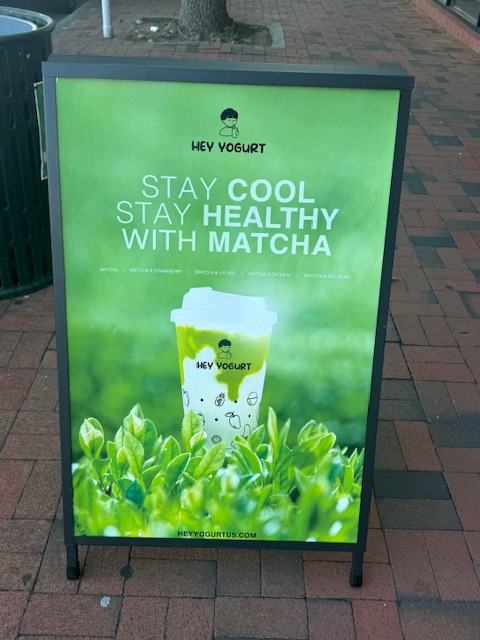 HEY YOGURT
STAY COOL
STAY HEALTHY
WITH MATCHA
MATCHA | MATCHA & STRAWBERRY | MATCHA & LYCHEE | MATCHA & OATMEAL | MATCHA & RED BEAN
HEY YOGURT
HEYYOGURTUS.COM